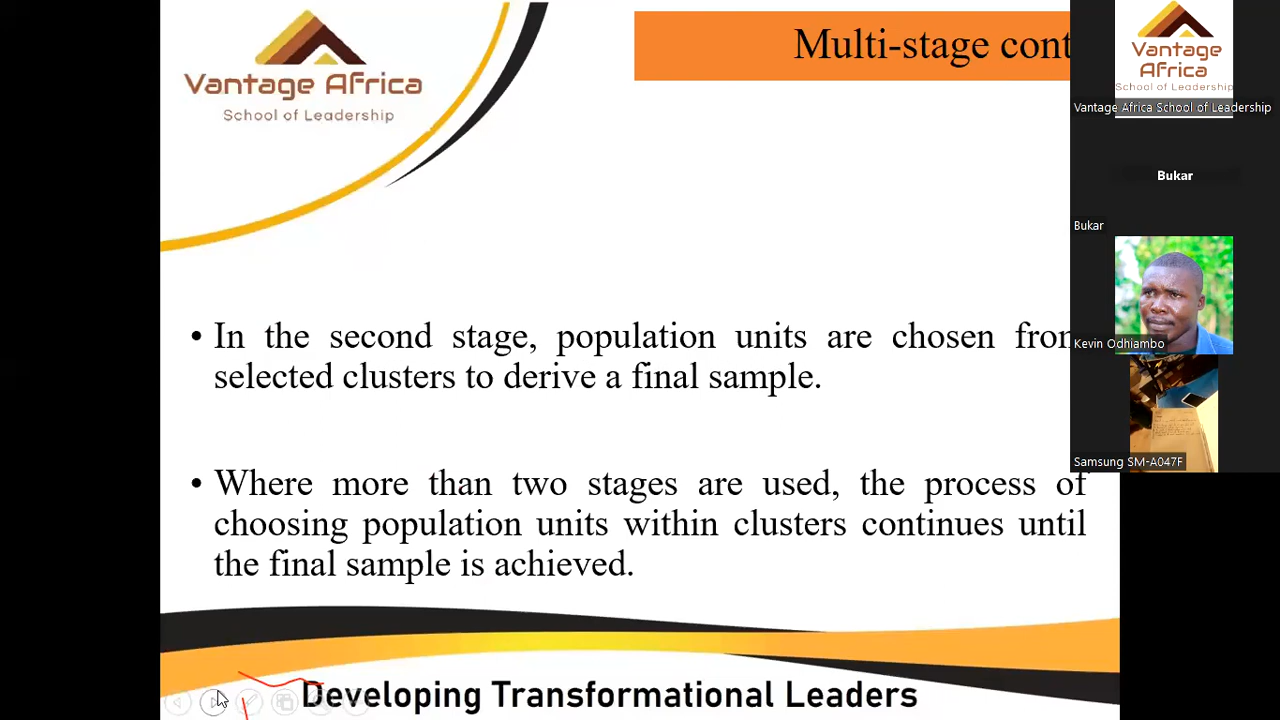 Vantage Africa
School of Leadership
Multi-stage cont
• In the second stage, population units are chosen from
selected clusters to derive a final sample.
• Where more than two stages are used, the process of
choosing population units within clusters continues until
the final sample is achieved.
Developing Transformational Leaders
Vantage
Africa
School of Leadership
Vantage Africa School of Leadership
Bukar
Bukar
Kevin Odhiambo
Samsung SM-A047F